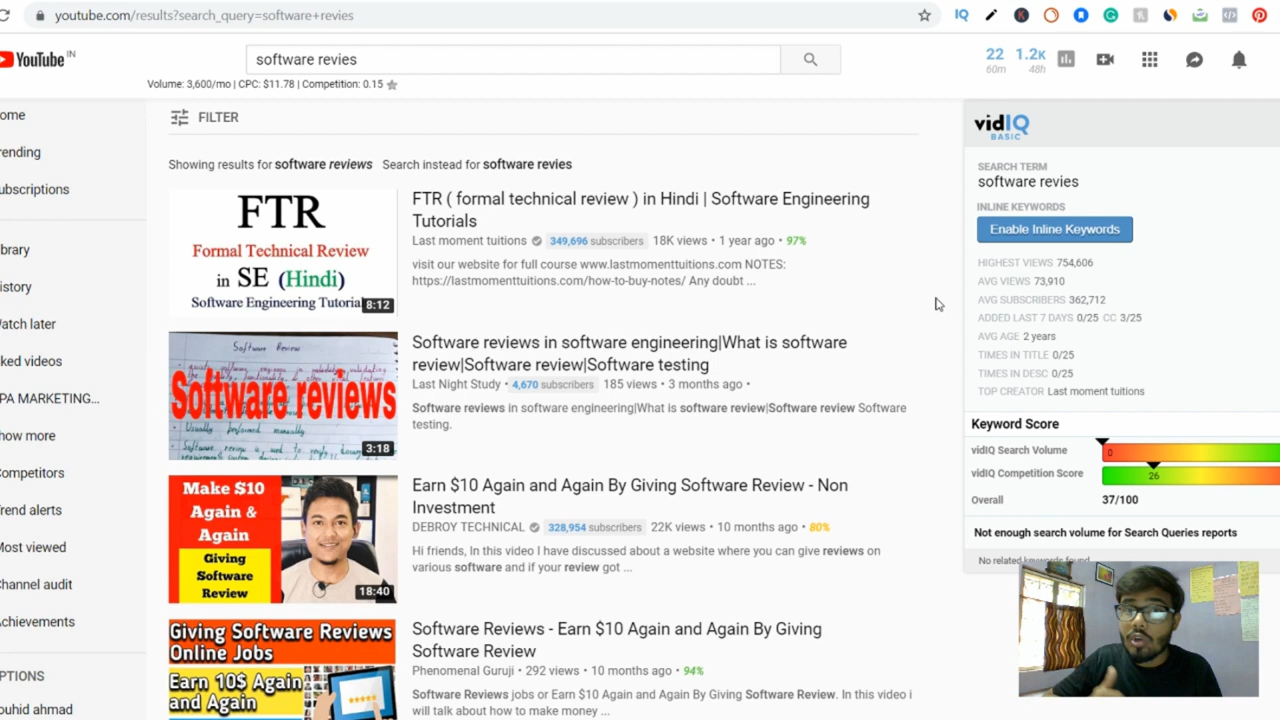 youtube.com/results?search_query=software+revies
YouTube IN
software revies
22 60m
1.2K 48h
Volume: 3,600/mo | CPC: $11.78 | Competition: 0.15
FILTER
Showing results for software reviews Search instead for software revies
ome
rending
ubscriptions
brary
istory
atch later
ked videos
PA MARKETING...
how more
ompetitors
rend alerts
ost viewed
hannel audit
chievements
PTIONS
ouhid ahmad
FTR
Formal Technical Review
in SE (Hindi)
Software Engineering Tutoria
8:12
FTR ( formal technical review ) in Hindi | Software Engineering
Tutorials
Last moment tuitions 349,696 subscribers 18K views • 1 year ago • 97%
visit our website for full course www.lastmomenttuitions.com NOTES:
https://lastmomenttuitions.com/how-to-buy-notes/ Any doubt ...
Software Review
Software reviews
3:18
Software reviews in software engineering|What is software
review|Software review|Software testing
Last Night Study • 4,670 subscribers 185 views • 3 months ago •
Software reviews in software engineering|What is software review|Software review Software
testing.
Make $10
Again &
Again
Giving
Software
Review
18:40
Earn $10 Again and Again By Giving Software Review - Non
Investment
DEBROY TECHNICAL 328,954 subscribers 22K views • 10 months ago • 80%
Hi friends, In this video I have discussed about a website where you can give reviews on
various software and if your review got ...
Giving Software Reviews
Online Jobs
Earn 10$ Again
and Again
Software Reviews - Earn $10 Again and Again By Giving
Software Review
Phenomenal Guruji • 292 views • 10 months ago • 94%
Software Reviews jobs or Earn $10 Again and Again By Giving Software Review. In this video i
will talk about how to make money ...
vidIQ
BASIC
SEARCH TERM
software revies
INLINE KEYWORDS
Enable Inline Keywords
HIGHEST VIEWS 754,606
AVG VIEWS 73,910
AVG SUBSCRIBERS 362,712
ADDED LAST 7 DAYS 0/25 CC 3/25
AVG AGE 2 years
TIMES IN TITLE 0/25
TIMES IN DESC 0/25
TOP CREATOR Last moment tuitions
Keyword Score
vidIQ Search Volume 0
vidIQ Competition Score 26
Overall 37/100
Not enough search volume for Search Queries reports
No related keywords found